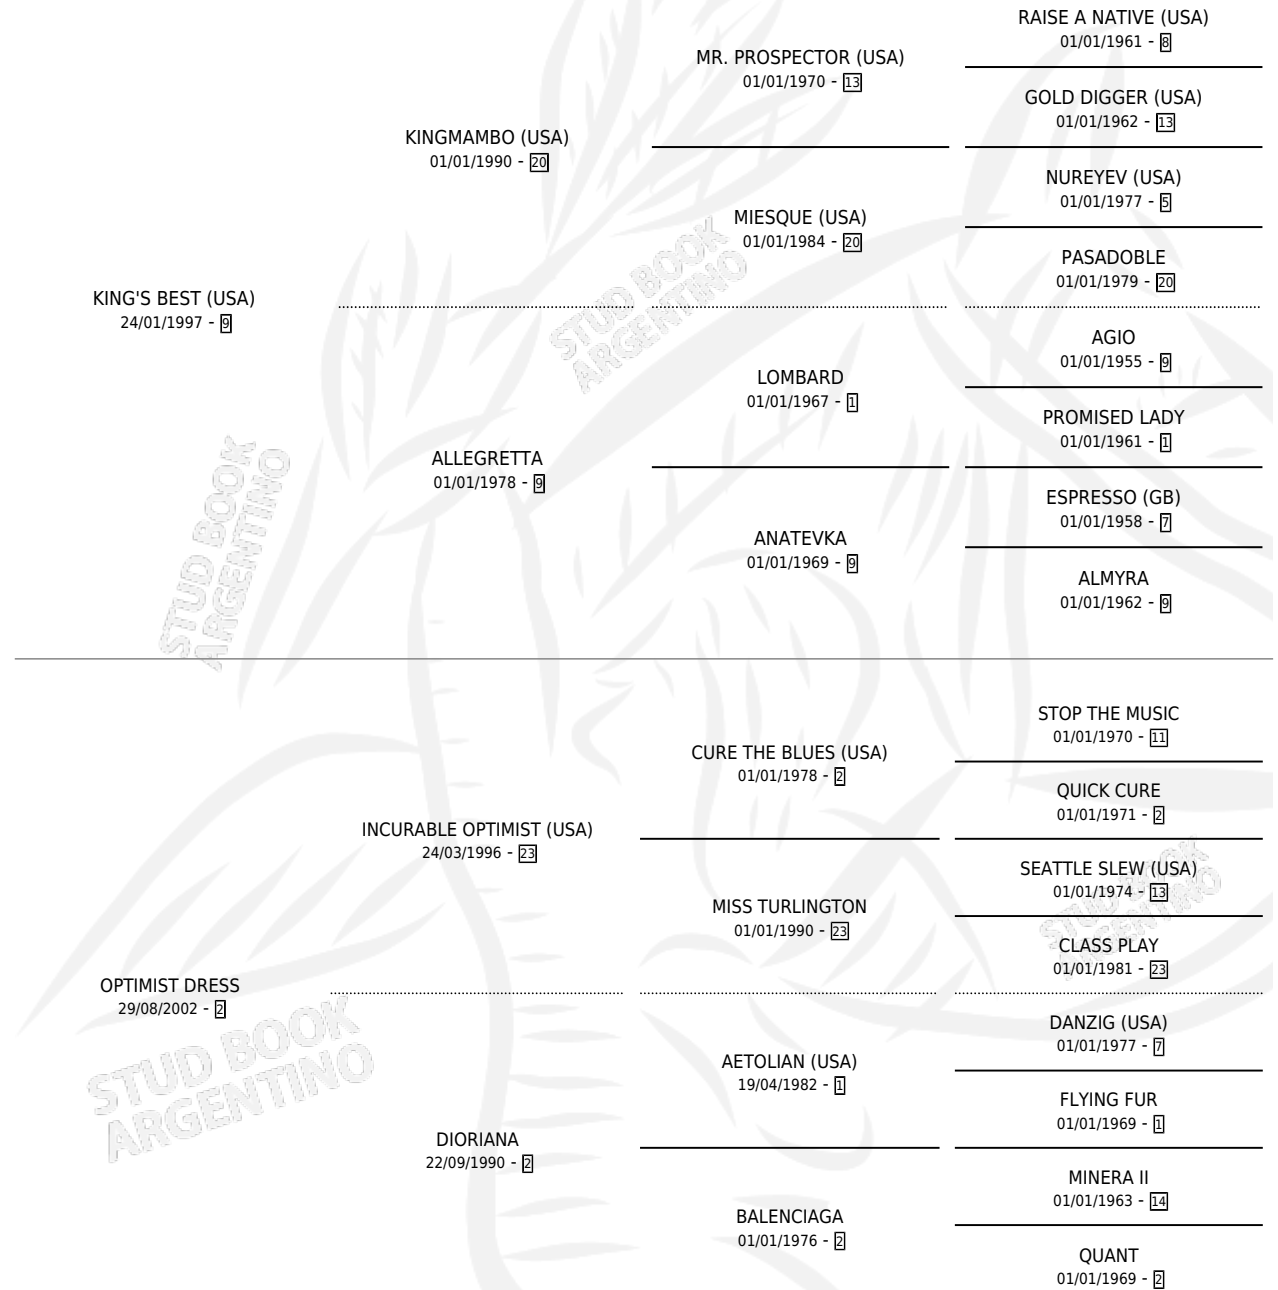 RAISE A NATIVE (USA)
01/01/1961 - 8
MR. PROSPECTOR (USA)
01/01/1970 - 13
GOLD DIGGER (USA)
01/01/1962 - 13
KINGMAMBO (USA)
01/01/1990 - 20
NUREYEV (USA)
01/01/1977 - 5
MIESQUE (USA)
01/01/1984 - 20
PASADOBLE
01/01/1979 - 20
KING'S BEST (USA)
24/01/1997 - 9
AGIO
01/01/1955 - 9
LOMBARD
01/01/1967 - 1
PROMISED LADY
01/01/1961 - 1
ALLEGRETTA
01/01/1978 - 9
ESPRESSO (GB)
01/01/1958 - 7
ANATEVKA
01/01/1969 - 9
ALMYRA
01/01/1962 - 9
STOP THE MUSIC
01/01/1970 - 11
CURE THE BLUES (USA)
01/01/1978 - 2
QUICK CURE
01/01/1971 - 2
INCURABLE OPTIMIST (USA)
24/03/1996 - 23
SEATTLE SLEW (USA)
01/01/1974 - 13
MISS TURLINGTON
01/01/1990 - 23
CLASS PLAY
01/01/1981 - 23
OPTIMIST DRESS
29/08/2002 - 2
DANZIG (USA)
01/01/1977 - 7
AETOLIAN (USA)
19/04/1982 - 1
FLYING FUR
01/01/1969 - 1
DIORIANA
22/09/1990 - 2
MINERA II
01/01/1963 - 14
BALENCIAGA
01/01/1976 - 2
QUANT
01/01/1969 - 2
STUD BOOK
ARGENTINO
STUD BOOK
ARGENTINO
STUD BOOK
ARGENTINO
STUD BOOK
ARGENTINO